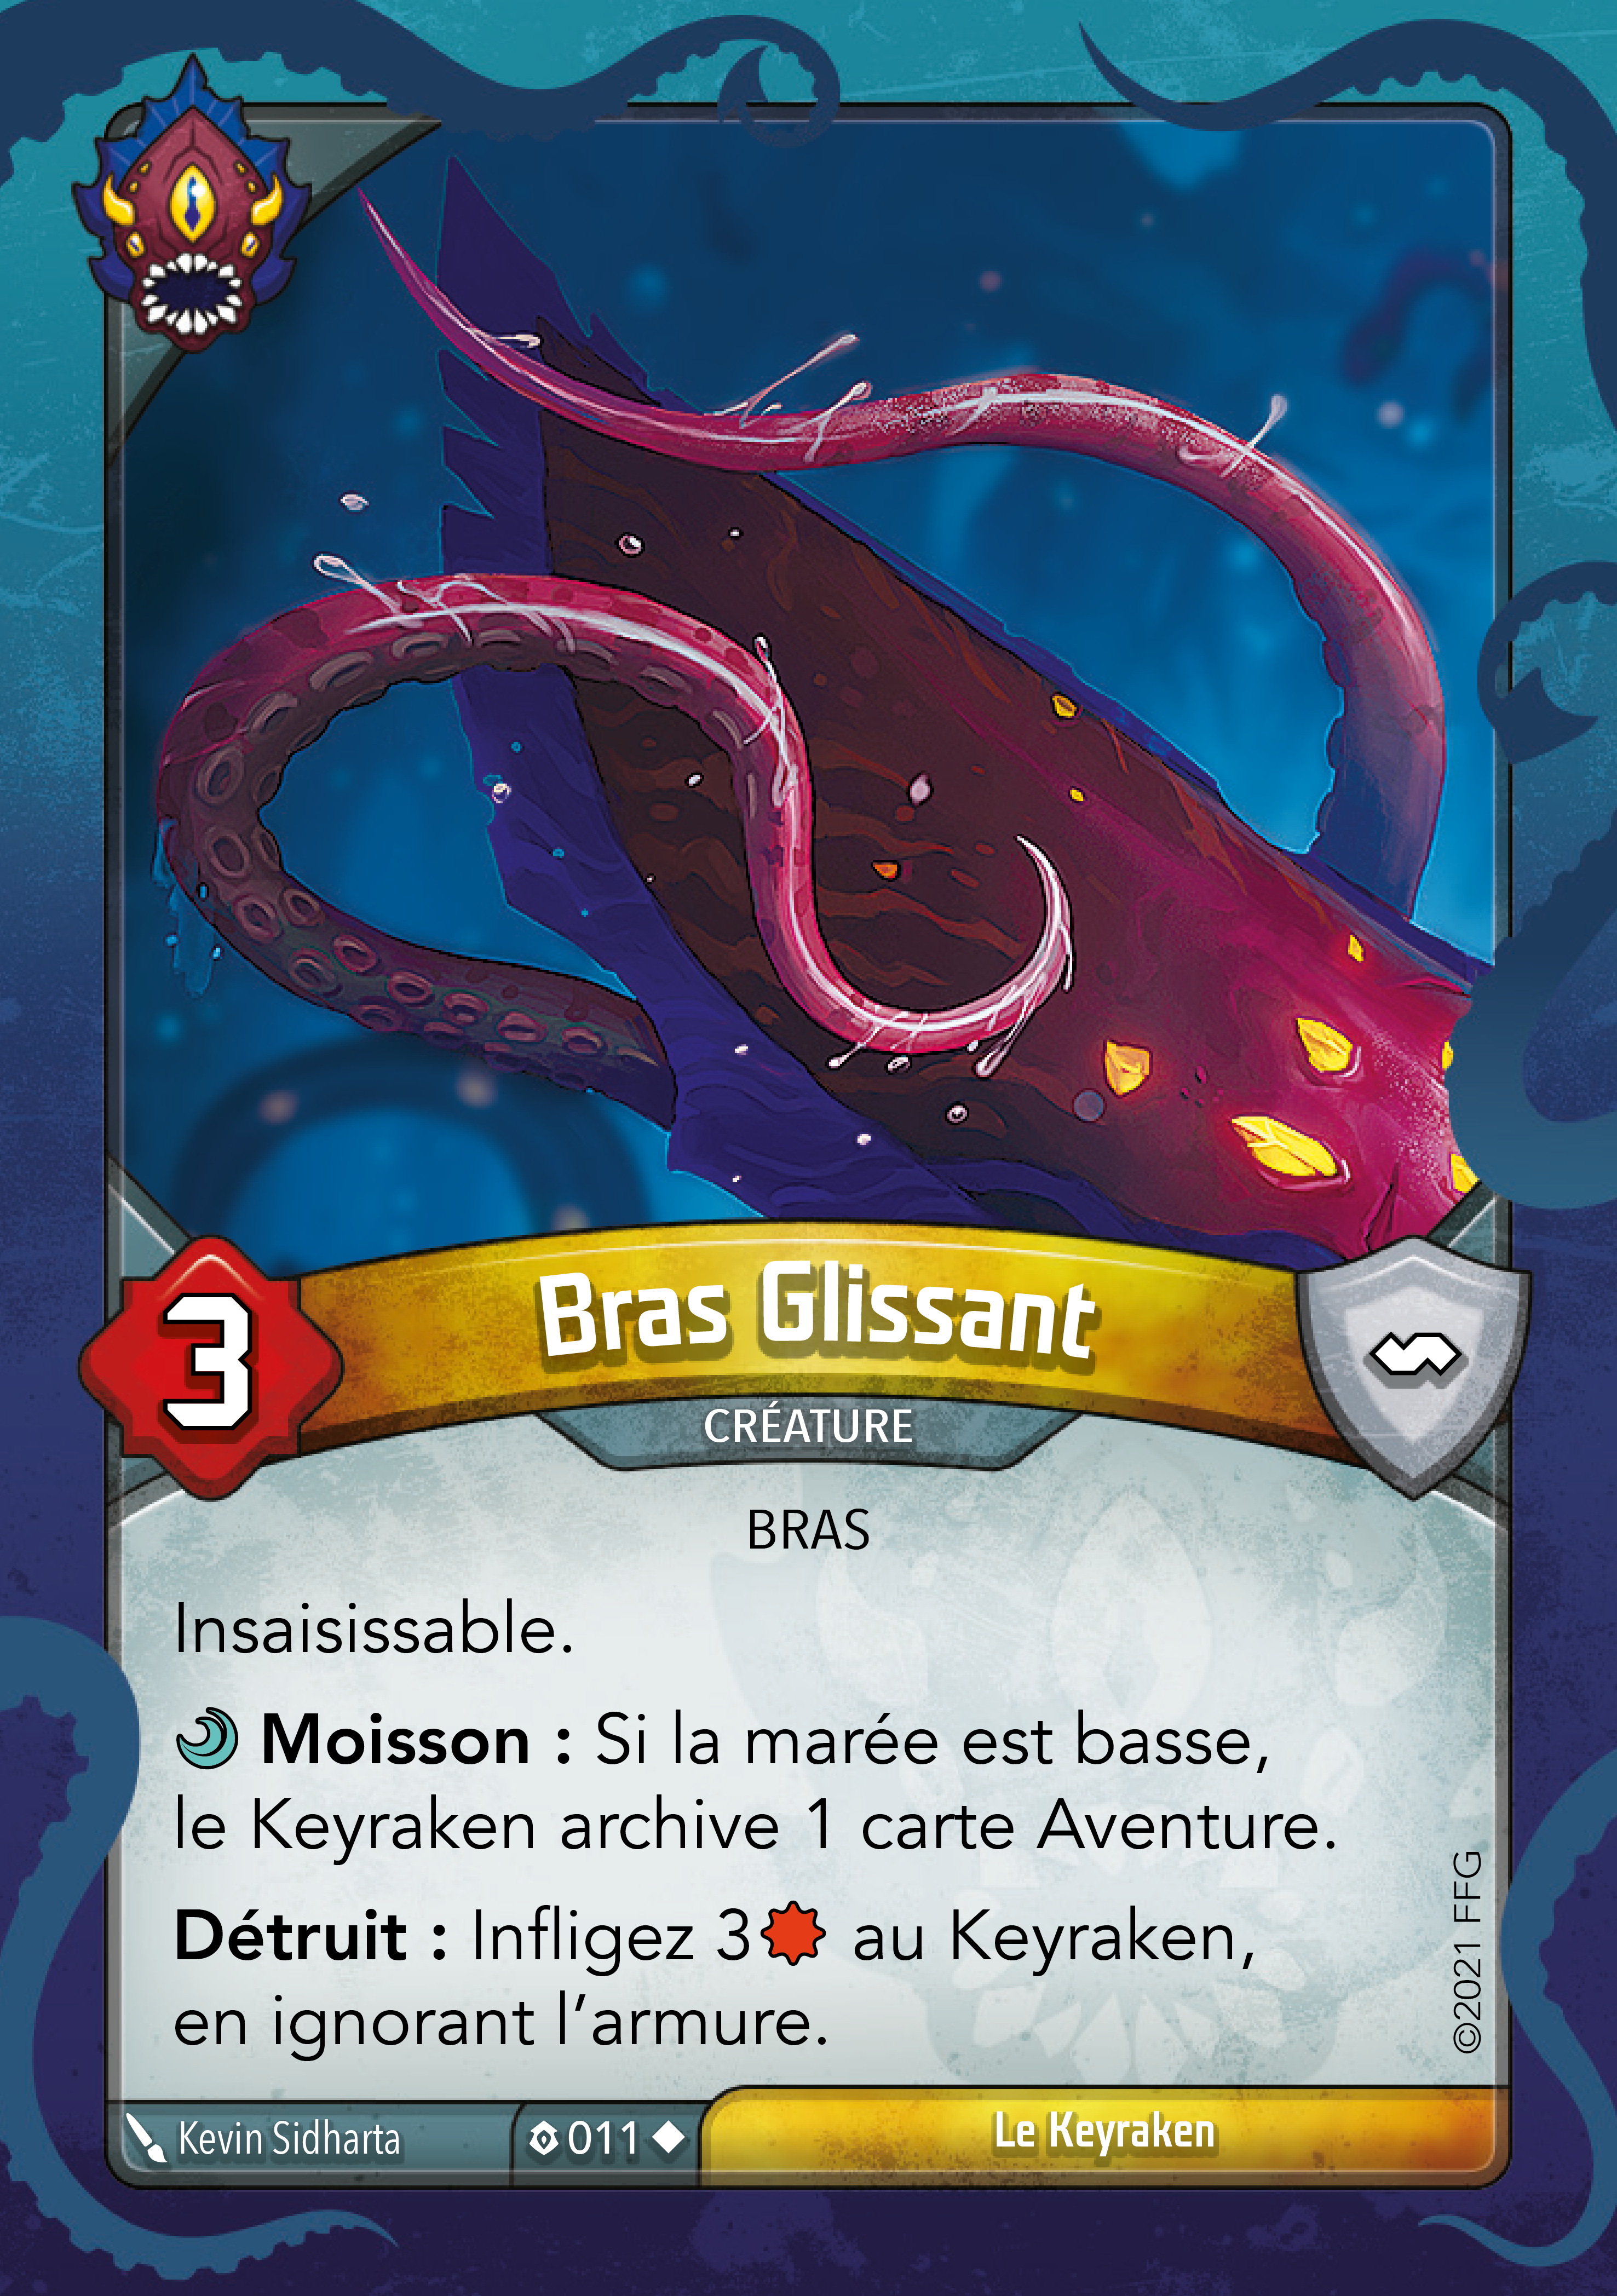 3
Bras Glissant
~
CRÉATURE
BRAS
Insaisissable.
Moisson : Si la marée est basse,
le Keyraken archive 1 carte Aventure.
Détruit : Infligez 3 au Keyraken,
en ignorant l’armure.
©2021 FFG
Kevin Sidharta
011
Le Keyraken